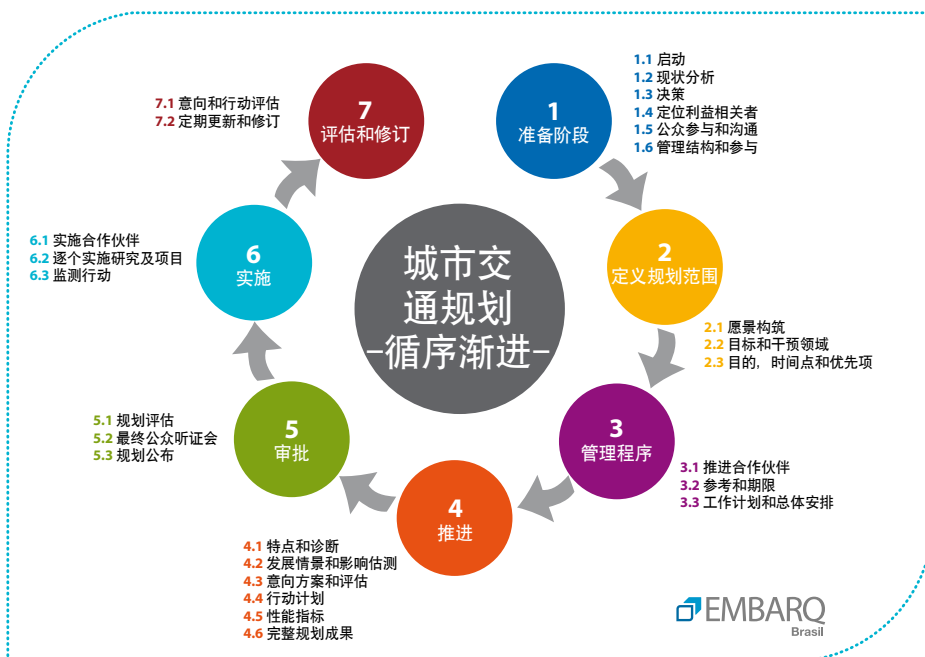 城市交
通规划
–循序渐进–
1
准备阶段
1.1 启动
1.2 现状分析
1.3 决策
1.4 定位利益相关者
1.5 公众参与和沟通
1.6 管理结构和参与
2
定义规划范围
2.1 愿景构筑
2.2 目标和干预领域
2.3 目的，时间点和优先项
3
管理程序
3.1 推进合作伙伴
3.2 参考和期限
3.3 工作计划和总体安排
4
推进
4.1 特点和诊断
4.2 发展情景和影响估测
4.3 意向方案和评估
4.4 行动计划
4.5 性能指标
4.6 完整规划成果
5
审批
5.1 规划评估
5.2 最终公众听证会
5.3 规划公布
6
实施
6.1 实施合作伙伴
6.2 逐个实施研究及项目
6.3 监测行动
7
评估和修订
7.1 意向和行动评估
7.2 定期更新和修订
EMBARQ
Brasil